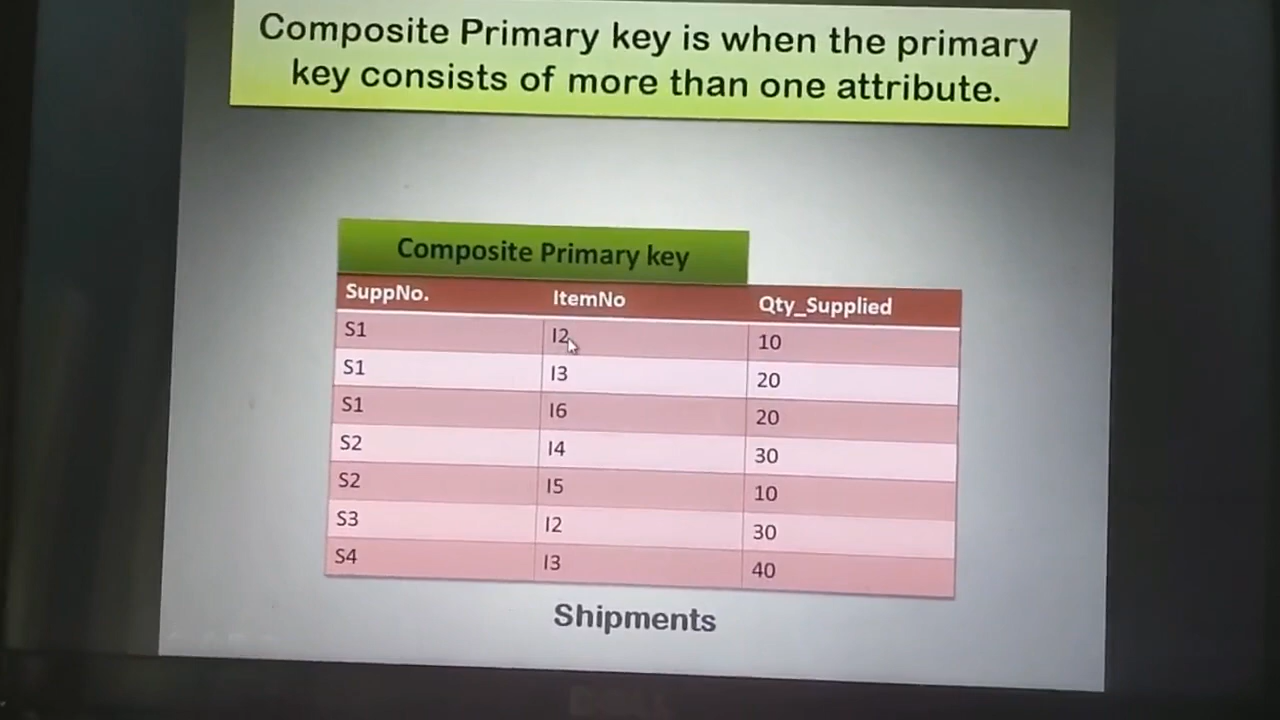 Composite Primary key is when the primary
key consists of more than one attribute.
Composite Primary key
SuppNo. ItemNo Qty_Supplied
S1 I2 10
S1 I3 20
S1 I6 20
S2 I4 30
S2 I5 10
S3 I2 30
S4 I3 40
Shipments